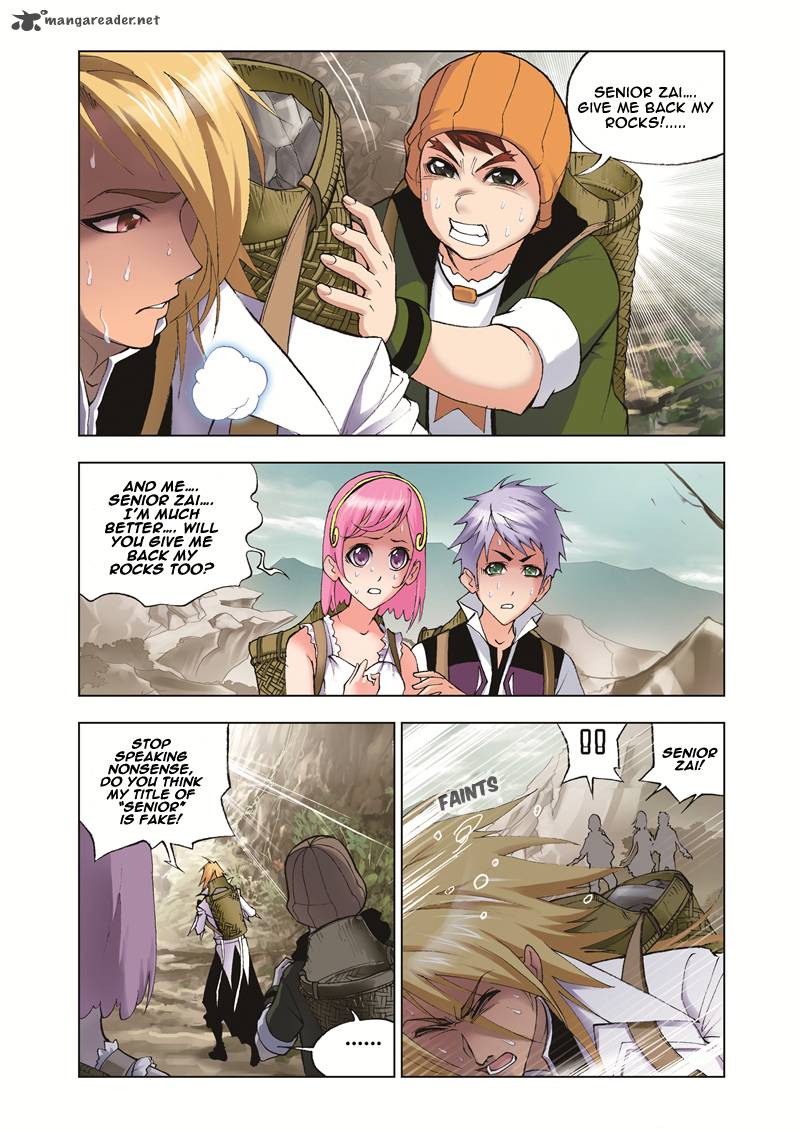 mangareader.net
SENIOR ZAI....
GIVE ME BACK MY
ROCKS!.....
AND ME....
SENIOR ZAI....
I'M MUCH
BETTER.... WILL
YOU GIVE ME
BACK MY
ROCKS TOO?
STOP
SPEAKING
NONSENSE,
DO YOU THINK
MY TITLE OF
"SENIOR"
IS FAKE!
......
!!
SENIOR
ZAI!
FAINTS